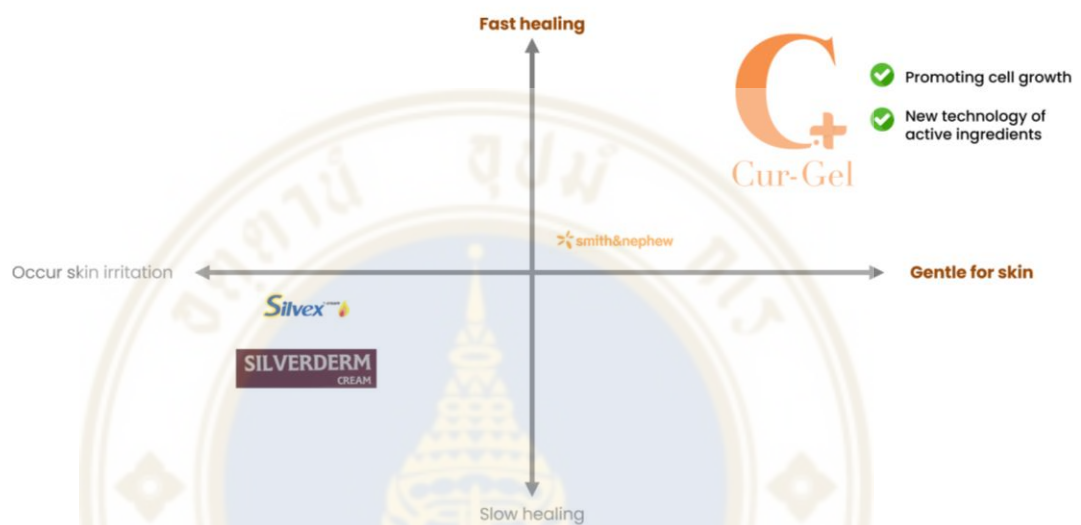 Fast healing
Promoting cell growth
New technology of
active ingredients
C+
Cur-Gel
smith&nephew
Occur skin irritation
Gentle for skin
Silvex
SILVERDERM
CREAM
Slow healing